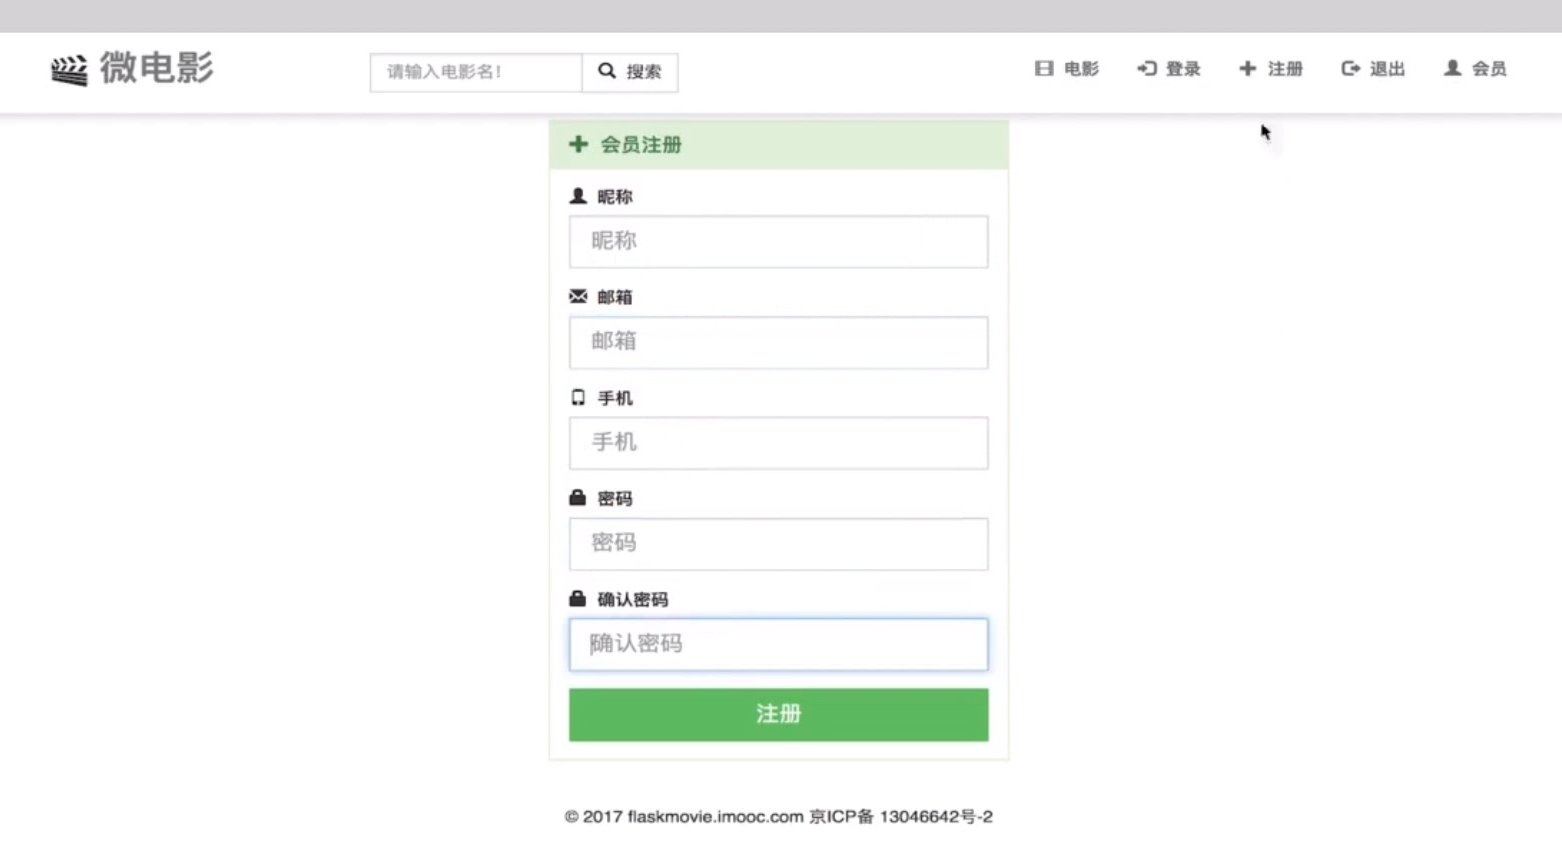 微电影
请输入电影名！ 搜索
电影 登录 注册 退出 会员
会员注册
昵称
昵称
邮箱
邮箱
手机
手机
密码
密码
确认密码
确认密码
注册
© 2017 flaskmovie.imooc.com 京ICP备 13046642号-2